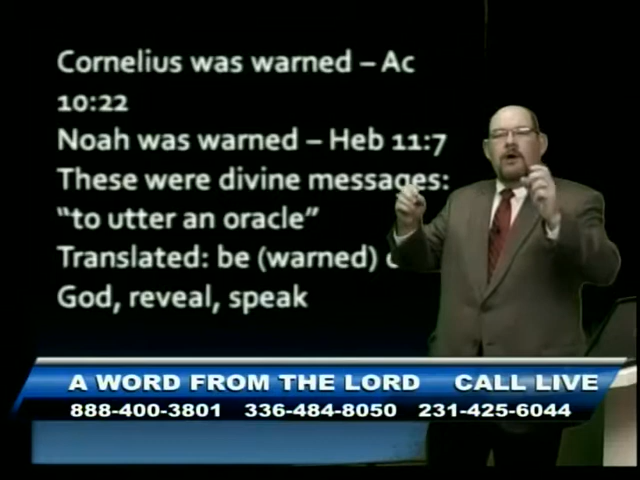 Cornelius was warned – Ac
10:22
Noah was warned – Heb 11:7
These were divine messages:
“to utter an oracle”
Translated: be (warned)
God, reveal, speak
A WORD FROM THE LORD CALL LIVE
888-400-3801 336-484-8050 231-425-6044